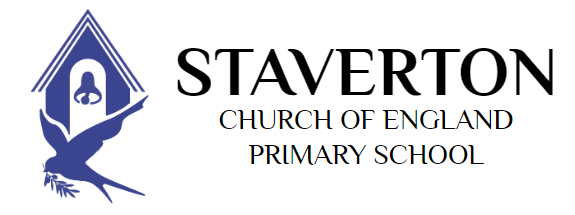 STAVERTON
CHURCH OF ENGLAND
PRIMARY SCHOOL